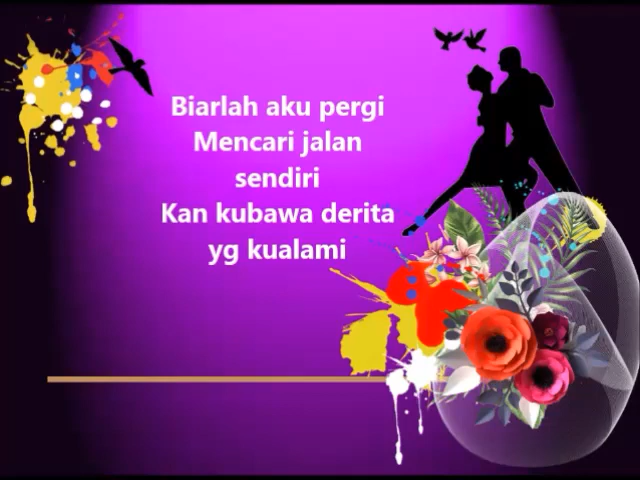 Biarlah aku pergi
Mencari jalan
sendiri
Kan kubawa derita
yg kualami